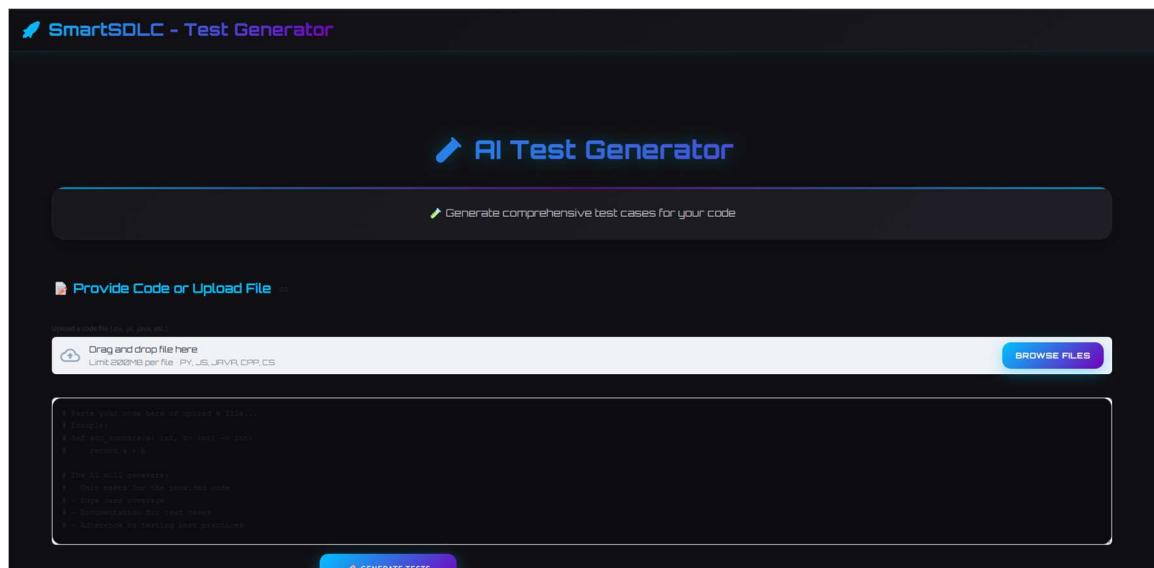 SmartSDLC - Test Generator
AI Test Generator
Generate comprehensive test cases for your code
Provide Code or Upload File
Upload a code file (.py, .js, .java, etc.)
Drag and drop file here
Limit 200MB per file · PY, JS, JAVA, CPP, CS
BROWSE FILES
# Paste your code here or upload a file...
# Example:
# def add_numbers(a: int, b: int) -> int:
#     return a + b
# The AI will generate:
# - Unit tests for the provided code
# - Edge case coverage
# - Documentation for test cases
# - Adherence to testing best practices
GENERATE TESTS